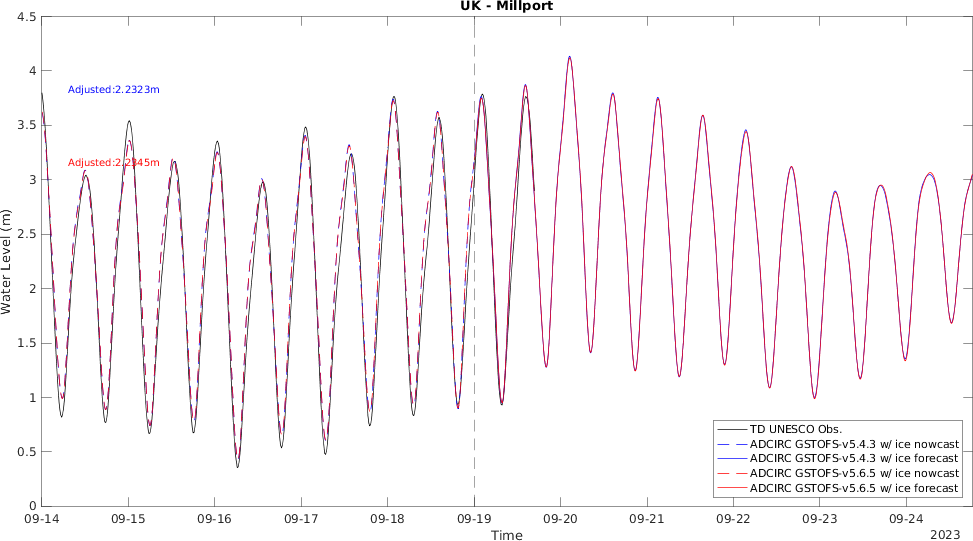 UK - Millport
4.5
4
3.5
3
2.5
2
1.5
1
0.5
0
Water Level (m)
Adjusted:2.2323m
Adjusted:2.2345m
TD UNESCO Obs.
ADCIRC GSTOFS-v5.4.3 w/ ice nowcast
ADCIRC GSTOFS-v5.4.3 w/ ice forecast
ADCIRC GSTOFS-v5.6.5 w/ ice nowcast
ADCIRC GSTOFS-v5.6.5 w/ ice forecast
09-14 09-15 09-16 09-17 09-18 09-19 09-20 09-21 09-22 09-23 09-24
Time
2023